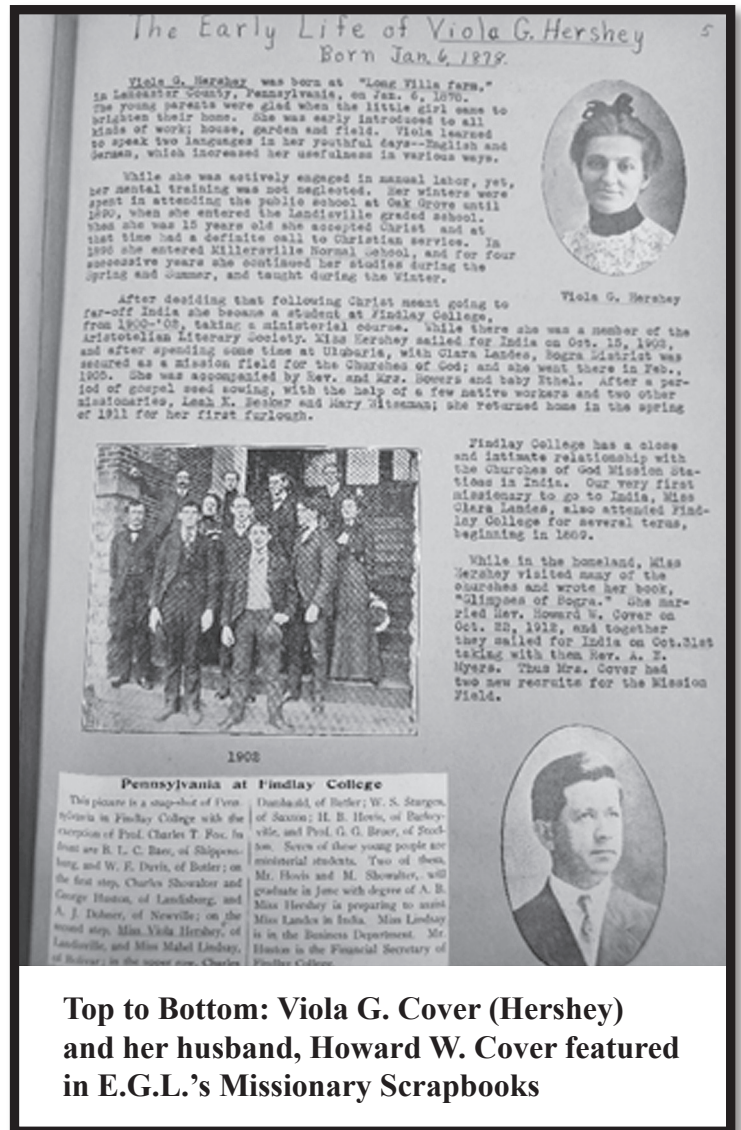 The Early Life of Viola G. Hershey
5
Born Jan. 6, 1878.
Viola G. Hershey was born at "Long Villa farm,"
in Lancaster County, Pennsylvania, on Jan. 6, 1878.
The young parents were glad when the little girl came to
brighten their home. She was early introduced to all
kinds of work; house, garden and field. Viola learned
to speak two languages in her youthful days--English and
German, which increased her usefulness in various ways.
While she was actively engaged in manual labor, yet,
her mental training was not neglected. Her winters were
spent in attending the public school at Oak Grove until
1890, when she entered the Landisville graded school.
When she was 15 years old she accepted Christ and at
that time had a definite call to Christian service. In
she entered Millersville Normal School, and for four
successive years she continued her studies during the
Spring and Summer, and taught during the Winter.
Viola G. Hershey
After deciding that following Christ meant going to
far-off India she became a student at Findlay College,
from 1900-'02, taking a ministerial course. While there she was a member of the
Aristotelian Literary Society. Miss Hershey sailed for India on Oct. 15, 1902,
and after spending some time at Ulubaria, with Clara Landes, Bogra District was
secured as a mission field for the Churches of God; and she went there in Feb.,
1905. She was accompanied by Rev. and Mrs. Bowers and baby Ethel. After a per-
iod of gospel seed sowing, with the help of a few native workers and two other
missionaries, Leah K. Becker and Mary Witseman; she returned home in the spring
of 1911 for her first furlough.
Findlay College has a close
and intimate relationship with
the Churches of God Mission Sta-
tions in India. Our very first
missionary to go to India, Miss
Clara Landes, also attended Find-
lay College for several terms,
beginning in
While in the homeland, Miss
Hershey visited many of the
churches and wrote her book,
"Glimpses of Bogra." She mar-
ried Rev. Howard W. Cover on
Oct. 22, 1912, and together
they sailed for India on Oct.31st
taking with them Rev. A. E.
Myers. Thus Mrs. Cover had
two new recruits for the Mission
Field.
1902
Pennsylvania at Findlay College
This picture is a snap-shot of Penn-
sylvania in Findlay College with the
exception of Prof. Charles T. Fox. In
front are B. L. C. Baer, of Shippens-
burg, and W. E. Davis, of Butler; on
the first step, Charles Showalter and
George Huston, of Landisburg, and
A. J. Dohner, of Newville; on the
second step, Miss Viola Hershey, of
Landisville, and Miss Mabel Lindsay,
of Bolivar; in the upper row, Charles
Dumbauld, of Butler; W. S. Sturgen,
of Saxton; H. B. Hovis, of Barkey-
ville, and Prof. G. G.
ton. Seven of these young people are
ministerial students. Two of them,
Mr. Hovis and M. Showalter, will
graduate in June with degree of A. B.
Miss Hershey is preparing to assist
Miss Landes in India. Miss Lindsay
is in the Business Department. Mr.
Huston is the Financial Secretary of
Findlay College.
Top to Bottom: Viola G. Cover (Hershey)
and her husband, Howard W. Cover featured
in E.G.L.'s Missionary Scrapbooks